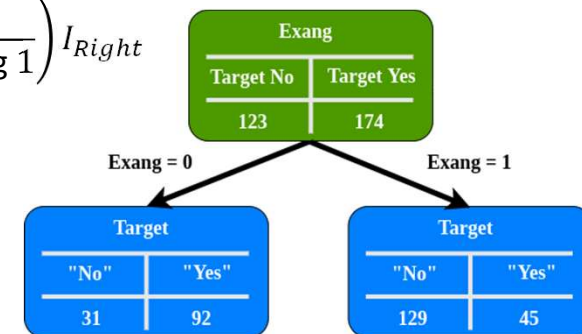 g 1) I_Right
Exang
Target No Target Yes
123 174
Exang = 0 Exang = 1
Target
"No" "Yes"
31 92
Target
"No" "Yes"
129 45